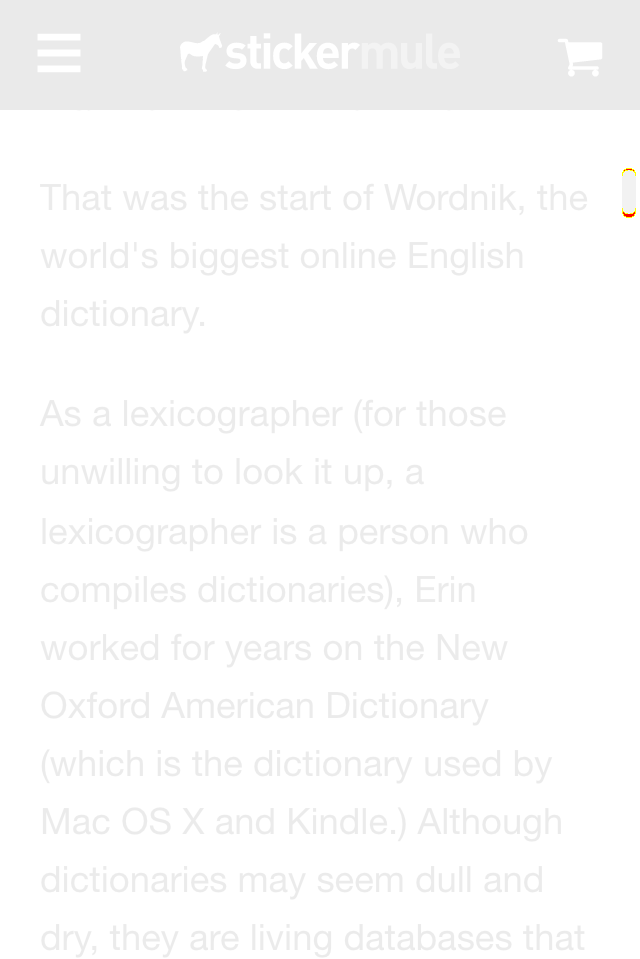 stickermule
That was the start of Wordnik, the
world's biggest online English
dictionary.
As a lexicographer (for those
unwilling to look it up, a
lexicographer is a person who
compiles dictionaries), Erin
worked for years on the New
Oxford American Dictionary
(which is the dictionary used by
Mac OS X and Kindle.) Although
dictionaries may seem dull and
dry, they are living databases that